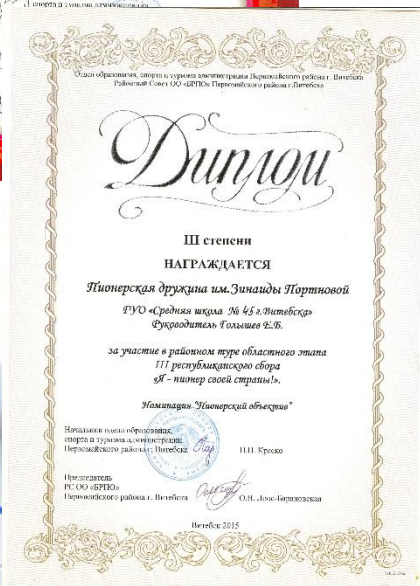 спорта и туризма администрации
Отдел образования, спорта и туризма администрации Первомайского района г. Витебска
Районный Совет ОО «БРПО» Первомайского района г.Витебска
Диплом
III степени
НАГРАЖДАЕТСЯ
Пионерская дружина им.Зинаиды Портновой
ГУО «Средняя школа № 45 г.Витебска»
Руководитель Голышев Е.Б.
за участие в районном туре областного этапа
III республиканского сбора
«Я - пионер своей страны!».
Номинация "Пионерский объектив"
Начальник отдела образования,
спорта и туризма администрации
Первомайского района г. Витебска
Председатель
РС ОО «БРПО»
Первомайского района г. Витебска О.В.
Витебск 2015